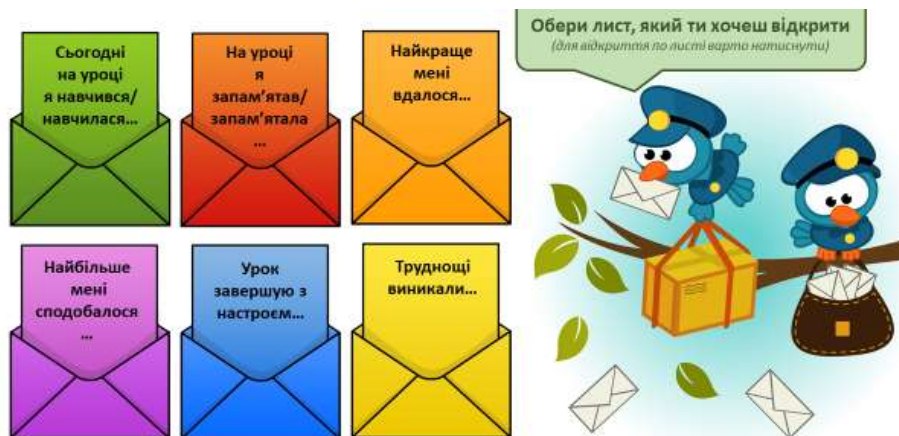 Сьогодні
на уроці
я навчився/
навчилася…
На уроці
я
запам’ятав/
запам’ятала
…
Найкраще
мені
вдалося…
Обери лист, який ти хочеш відкрити
(для відкриття по листі варто натиснути)
Найбільше
мені
сподобалося
…
Урок
завершую з
настроєм…
Труднощі
виникали…